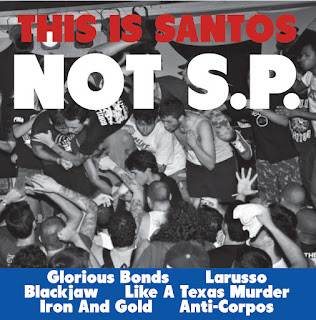 THIS IS SANTOS
NOT S.P.
Glorious Bonds Larusso
Blackjaw Like A Texas Murder
Iron And Gold Anti-Corpos